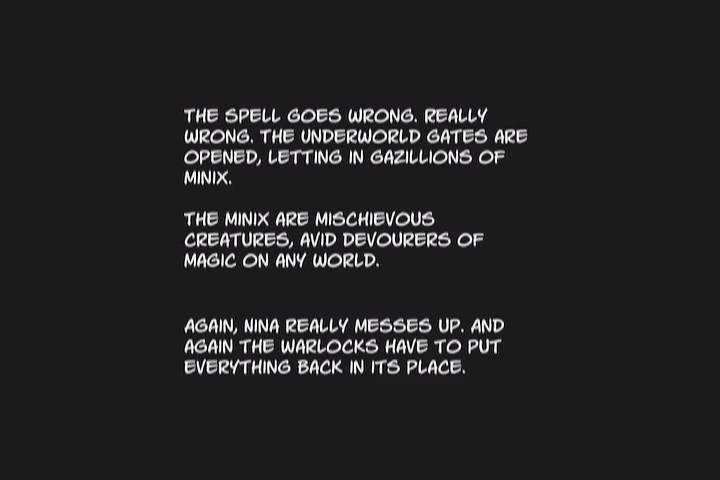 THE SPELL GOES WRONG. REALLY
WRONG. THE UNDERWORLD GATES ARE
OPENED, LETTING IN GAZILLIONS OF
MINIX.
THE MINIX ARE MISCHIEVOUS
CREATURES, AVID DEVOURERS OF
MAGIC ON ANY WORLD.
AGAIN, NINA REALLY MESSES UP. AND
AGAIN THE WARLOCKS HAVE TO PUT
EVERYTHING BACK IN ITS PLACE.